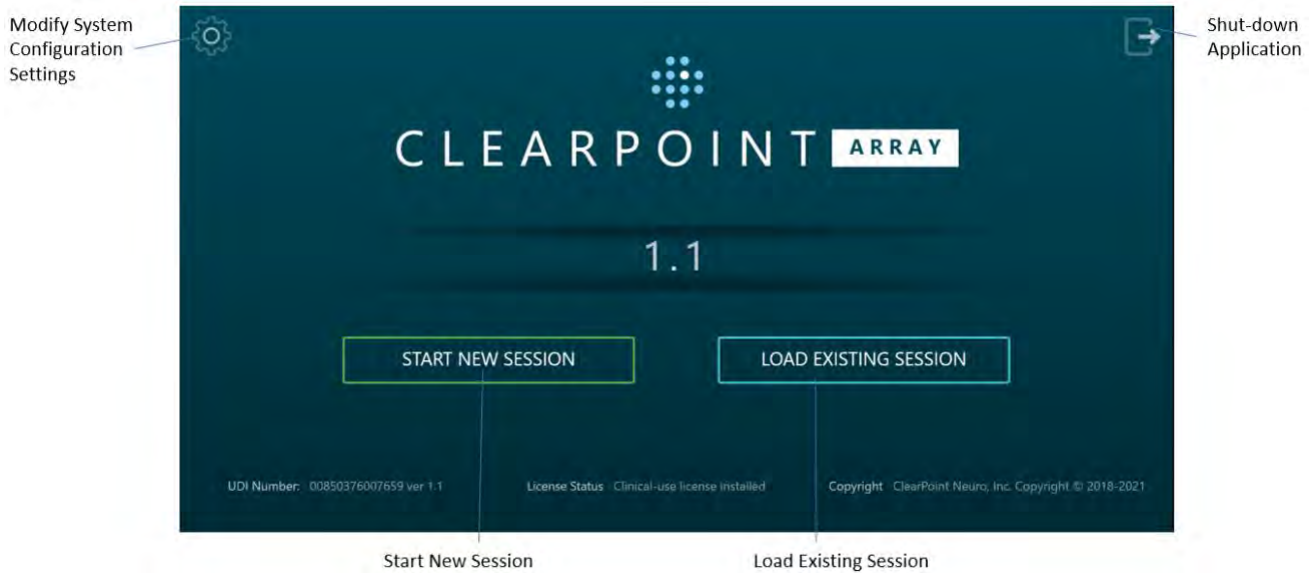 Modify System
Configuration
Settings
Shut-down
Application
CLEARPOINT ARRAY
1.1
START NEW SESSION
LOAD EXISTING SESSION
UDI Number: 00850376007659 ver 1.1
License Status Clinical-use license installed
Copyright ClearPoint Neuro, Inc. Copyright © 2018-2021
Start New Session
Load Existing Session